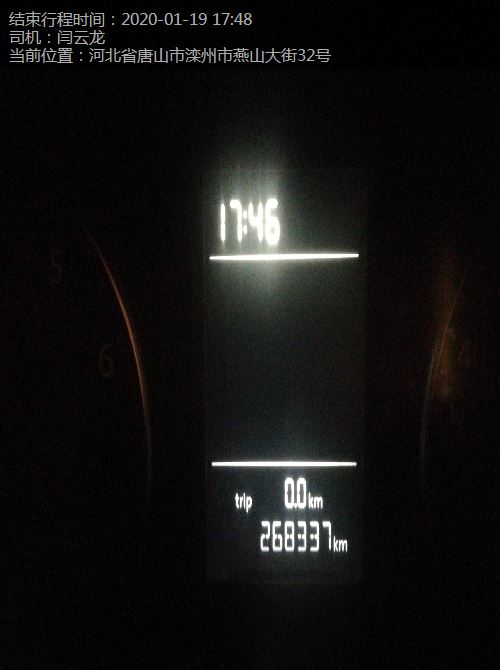 结束行程时间：2020-01-19 17:48
司机：闫云龙
当前位置：河北省唐山市滦州市燕山大街32号
17:46
5
6
trip 0.0 km
268337 km